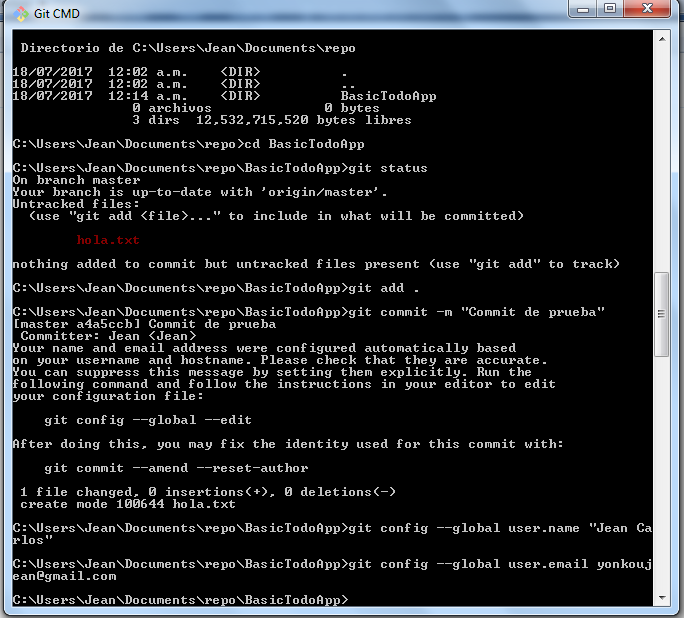 Git CMD
Directorio de C:\Users\Jean\Documents\repo
18/07/2017  12:02 a.m.    <DIR>          .
18/07/2017  12:02 a.m.    <DIR>          ..
18/07/2017  12:14 a.m.    <DIR>          BasicTodoApp
0 archivos              0 bytes
3 dirs  12,532,715,520 bytes libres
C:\Users\Jean\Documents\repo>cd BasicTodoApp
C:\Users\Jean\Documents\repo\BasicTodoApp>git status
On branch master
Your branch is up-to-date with 'origin/master'.
Untracked files:
(use "git add <file>..." to include in what will be committed)
hola.txt
nothing added to commit but untracked files present (use "git add" to track)
C:\Users\Jean\Documents\repo\BasicTodoApp>git add .
C:\Users\Jean\Documents\repo\BasicTodoApp>git commit -m "Commit de prueba"
[master a4a5ccb] Commit de prueba
Committer: Jean <Jean>
Your name and email address were configured automatically based
on your username and hostname. Please check that they are accurate.
You can suppress this message by setting them explicitly. Run the
following command and follow the instructions in your editor to edit
your configuration file:
git config --global --edit
After doing this, you may fix the identity used for this commit with:
git commit --amend --reset-author
1 file changed, 0 insertions(+), 0 deletions(-)
create mode 100644 hola.txt
C:\Users\Jean\Documents\repo\BasicTodoApp>git config --global user.name "Jean Ca
rlos"
C:\Users\Jean\Documents\repo\BasicTodoApp>git config --global user.email yonkouj
ean@gmail.com
C:\Users\Jean\Documents\repo\BasicTodoApp>